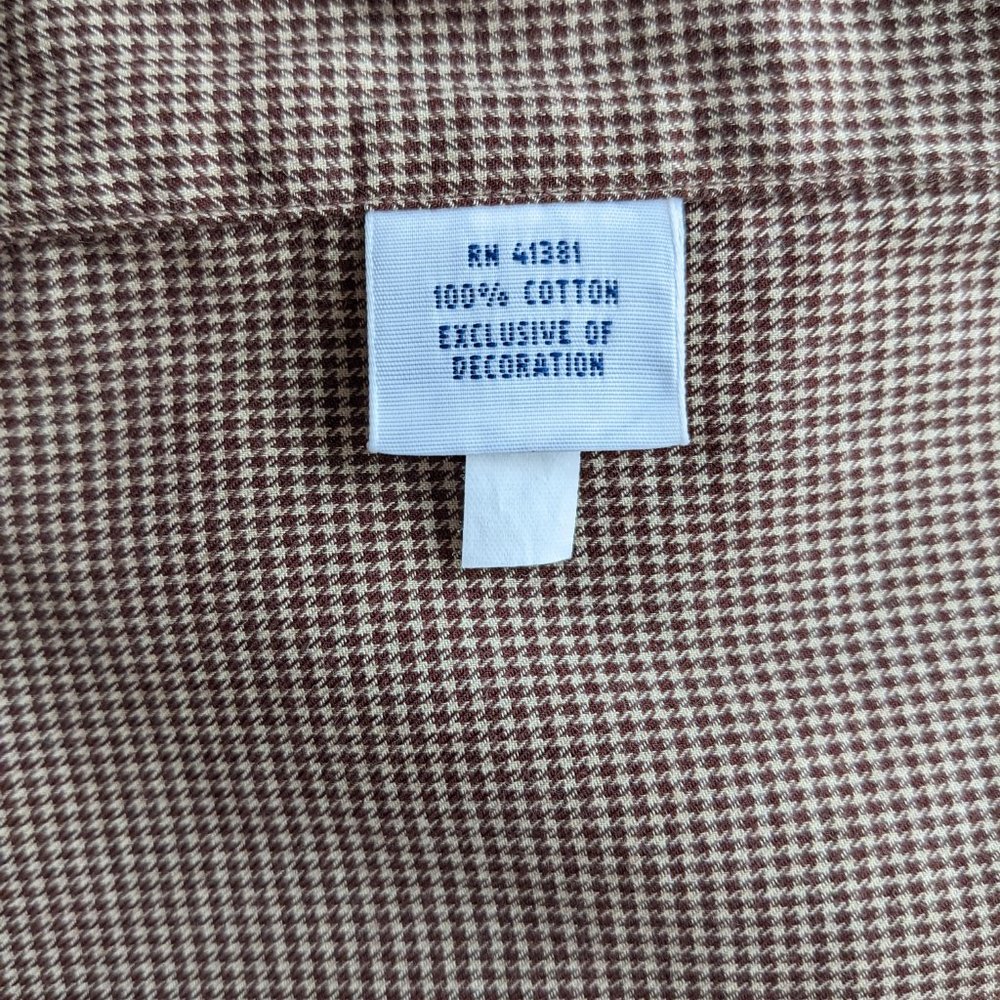 RN 41381
100% COTTON
EXCLUSIVE OF
DECORATION